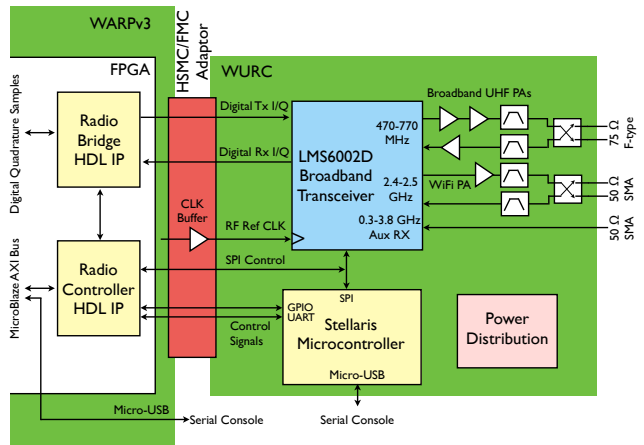 WARPv3
HSMC/FMC
Adaptor
FPGA
WURC
Digital Quadrature Samples
Radio
Bridge
HDL IP
Digital Tx I/Q
Digital Rx I/Q
LMS6002D
Broadband
Transceiver
470-770
MHz
2.4-2.5
GHz
0.3-3.8 GHz
Aux RX
Broadband UHF PAs
WiFi PA
75 Ω
F-type
50 Ω
SMA
50 Ω
SMA
CLK
Buffer
RF Ref CLK
SPI Control
MicroBlaze AXI Bus
Radio
Controller
HDL IP
Control
Signals
SPI
GPIO
UART
Stellaris
Microcontroller
Micro-USB
Power
Distribution
Micro-USB
Serial Console
Serial Console